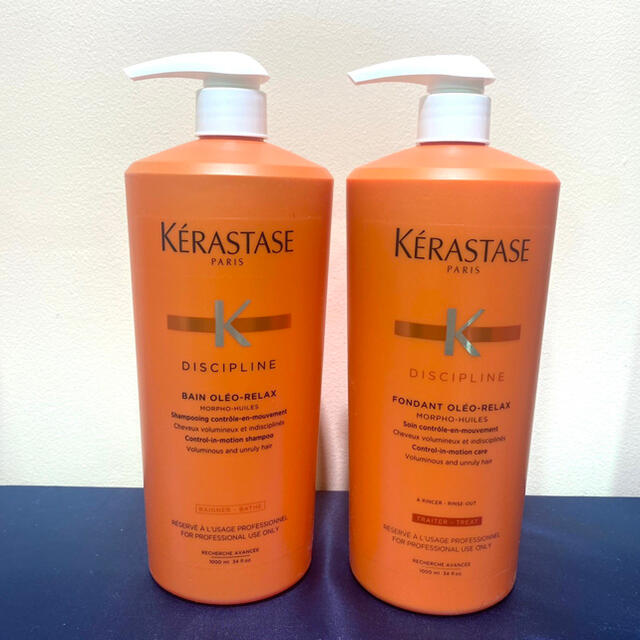 KÉRASTASE
PARIS
K
DISCIPLINE
BAIN OLÉO-RELAX
MORPHO-HUILES
Shampooing contrôle-en-mouvement
Cheveux volumineux et indisciplinés
Control-in-motion shampoo
Voluminous and unruly hair
BAIGNER - BATHE
RÉSERVÉ À L'USAGE PROFESSIONNEL
FOR PROFESSIONAL USE ONLY
RECHERCHE AVANCÉE
1000 ml 34 fl.oz
KÉRASTASE
PARIS
K
DISCIPLINE
FONDANT OLÉO-RELAX
MORPHO-HUILES
Soin contrôle-en-mouvement
Cheveux volumineux et indisciplinés
Control-in-motion care
Voluminous and unruly hair
À RINCER - RINSE-OUT
TRAITER - TREAT
RÉSERVÉ À L'USAGE PROFESSIONNEL
FOR PROFESSIONAL USE ONLY
RECHERCHE AVANCÉE
1000 ml 34 fl.oz